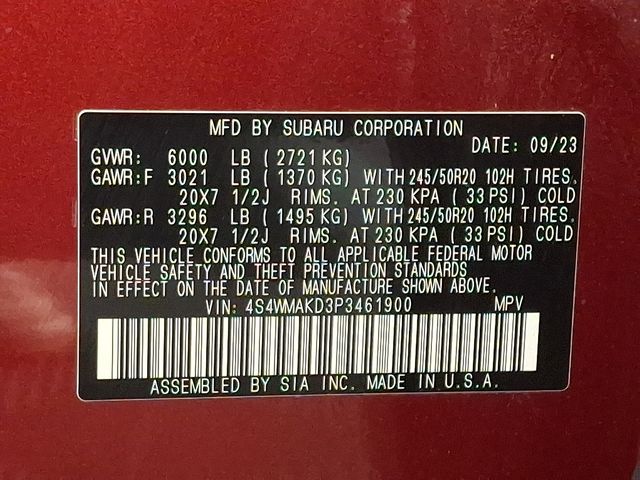 MFD BY SUBARU CORPORATION
DATE: 09/23
GVWR: 6000 LB ( 2721 KG)
GAWR:F 3021 LB ( 1370 KG) WITH 245/50R20 102H TIRES.
20X7 1/2J RIMS. AT 230 KPA ( 33 PSI) COLD
GAWR:R 3296 LB ( 1495 KG) WITH 245/50R20 102H TIRES.
20X7 1/2J RIMS. AT 230 KPA ( 33 PSI) COLD
THIS VEHICLE CONFORMS TO ALL APPLICABLE FEDERAL MOTOR
VEHICLE SAFETY AND THEFT PREVENTION STANDARDS
IN EFFECT ON THE DATE OF MANUFACTURE SHOWN ABOVE.
VIN: 4S4WMAKD3P3461900 MPV
ASSEMBLED BY SIA INC. MADE IN U.S.A.